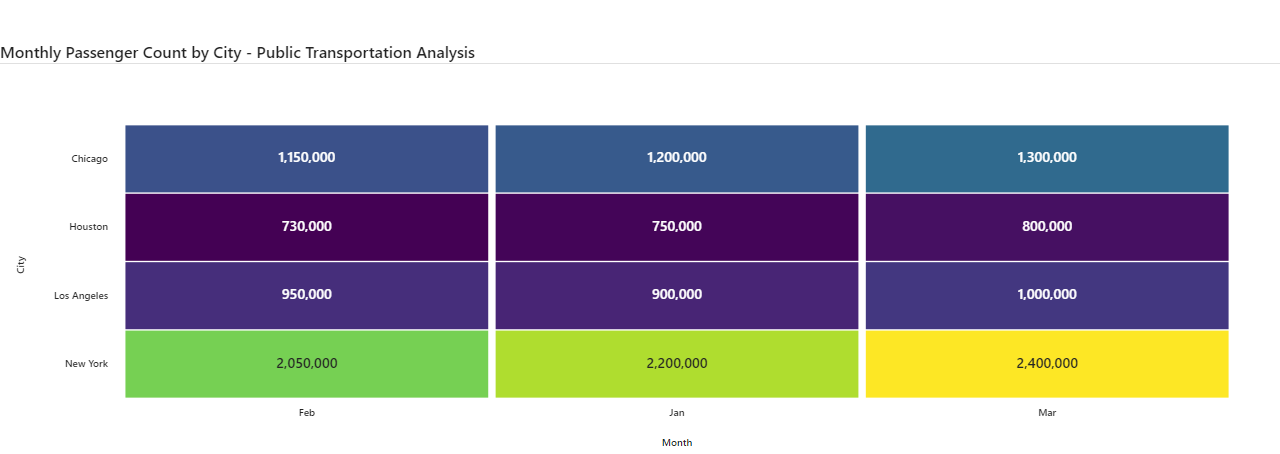 Monthly Passenger Count by City - Public Transportation Analysis
Chicago 1,150,000 1,200,000 1,300,000
Houston 730,000 750,000 800,000
City
Los Angeles 950,000 900,000 1,000,000
New York 2,050,000 2,200,000 2,400,000
Feb Jan Mar
Month